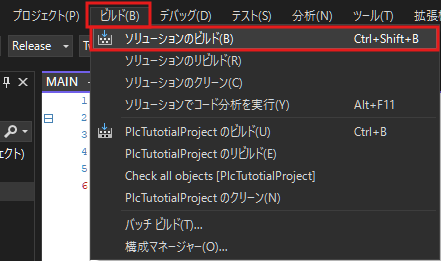 プロジェクト(P) ビルド(B) デバッグ(D) テスト(S) 分析(N) ツール(T) 拡張機
Release
ソリューションのビルド(B) Ctrl+Shift+B
ソリューションのリビルド(R)
ソリューションのクリーン(C)
ソリューションでコード分析を実行(Y) Alt+F11
PlcTutotialProject のビルド(U) Ctrl+B
PlcTutotialProject のリビルド(E)
Check all objects [PlcTutotialProject]
PlcTutotialProject のクリーン(N)
バッチ ビルド(T)...
構成マネージャー(O)...
MAIN
1
2
3
4
5
6